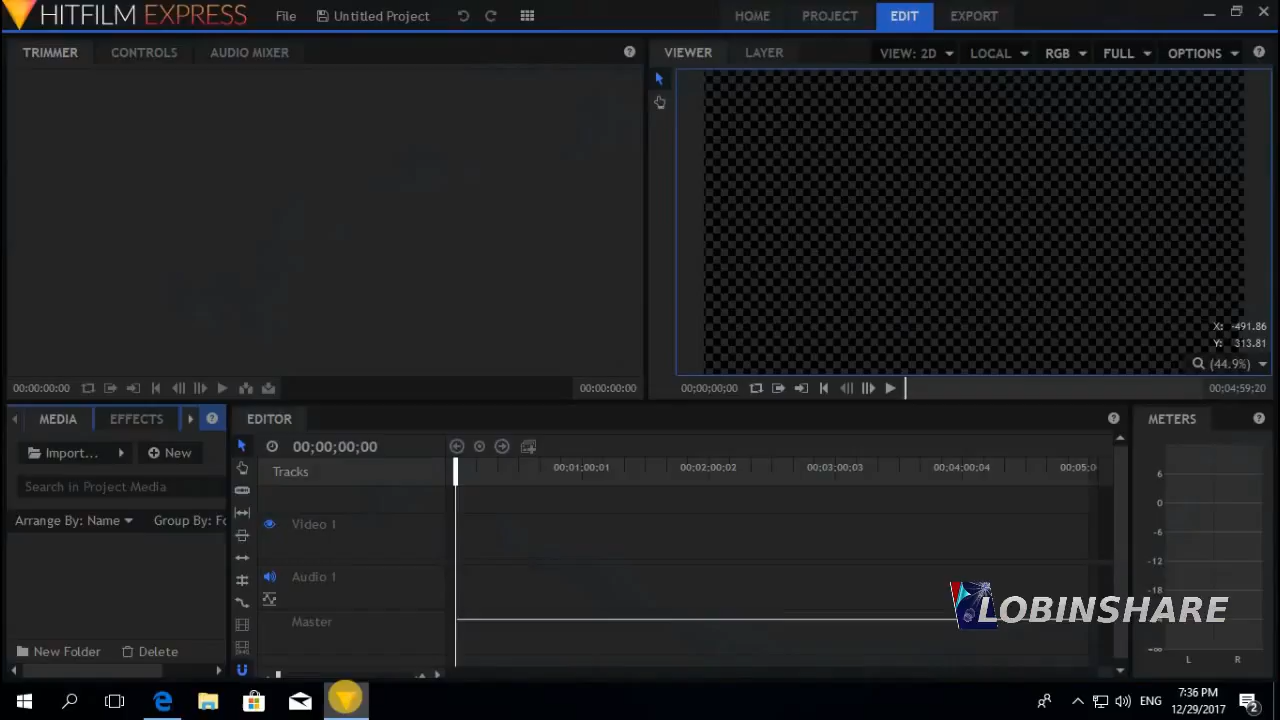 HITFILM EXPRESS File Untitled Project HOME PROJECT EDIT EXPORT
TRIMMER CONTROLS AUDIO MIXER
VIEWER LAYER VIEW: 2D LOCAL RGB FULL OPTIONS
X: -491.86
Y: 313.81
(44.9%)
00:00:00:00 00:00:00:00
00;00;00;00 00;04;59;20
MEDIA EFFECTS
Import... New
Search in Project Media
Arrange By: Name Group By: Fo
New Folder Delete
EDITOR
00;00;00;00
Tracks 00;01;00;01 00;02;00;02 00;03;00;03 00;04;00;04 00;05;0
Video 1
Audio 1
Master
METERS
6
0
-6
-12
-18
-∞
L R
LOBINSHARE
ENG
7:36 PM
12/29/2017
2